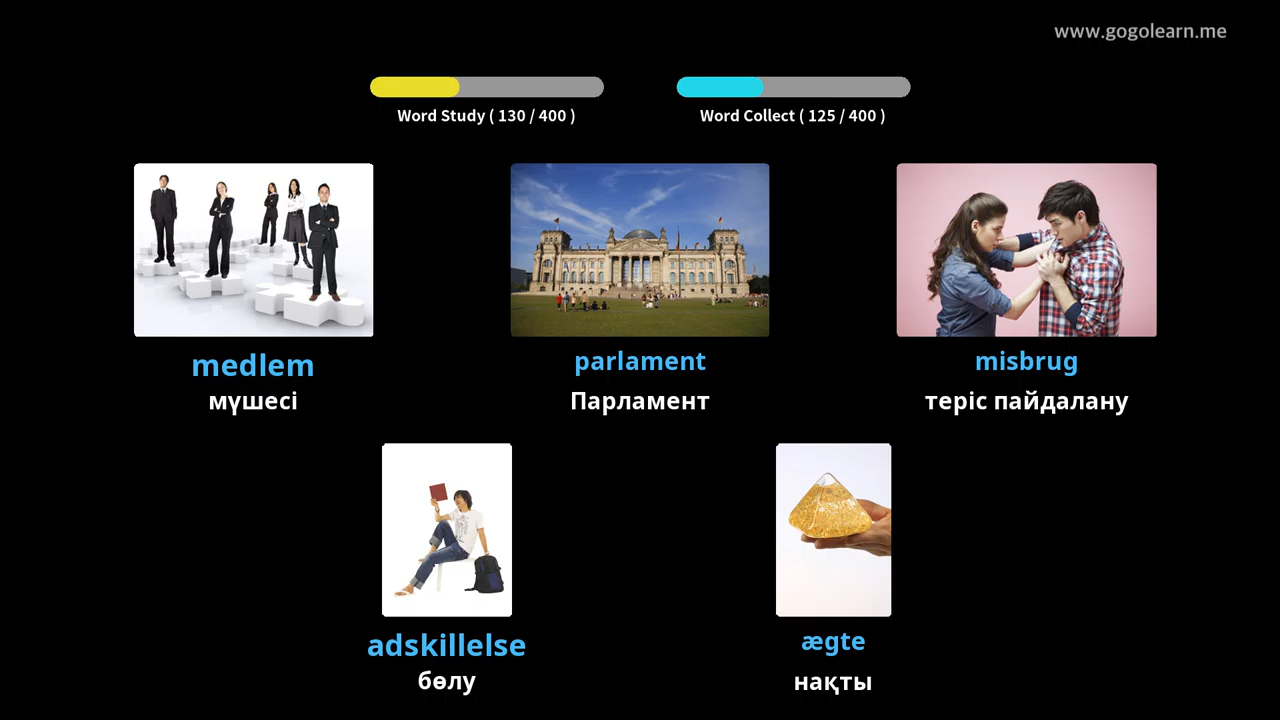 www.gogolearn.me
Word Study ( 130 / 400 )
Word Collect ( 125 / 400 )
medlem
мүшесі
parlament
Парламент
misbrug
теріс пайдалану
adskillelse
бөлу
ægte
нақты